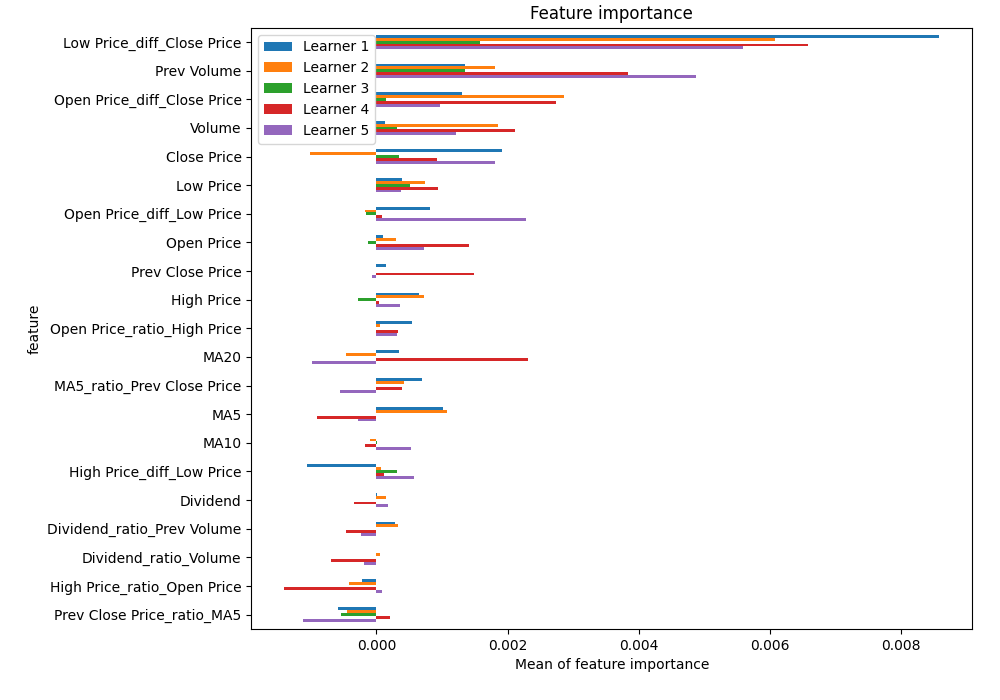 Feature importance
Learner 1
Learner 2
Learner 3
Learner 4
Learner 5
Low Price_diff_Close Price
Prev Volume
Open Price_diff_Close Price
Volume
Close Price
Low Price
Open Price_diff_Low Price
Open Price
Prev Close Price
High Price
Open Price_ratio_High Price
MA20
MA5_ratio_Prev Close Price
MA5
MA10
High Price_diff_Low Price
Dividend
Dividend_ratio_Prev Volume
Dividend_ratio_Volume
High Price_ratio_Open Price
Prev Close Price_ratio_MA5
feature
0.000 0.002 0.004 0.006 0.008
Mean of feature importance